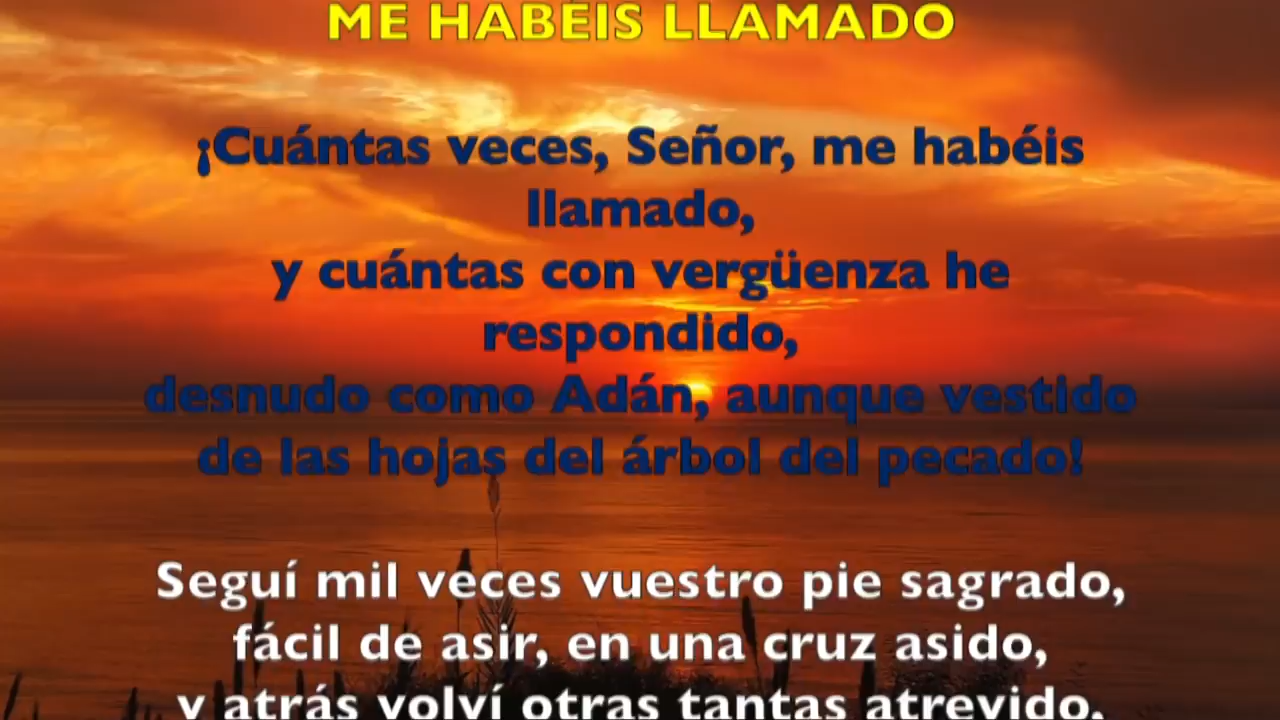 ME HABÉIS LLAMADO
¡Cuántas veces, Señor, me habéis
llamado,
y cuántas con vergüenza he
respondido,
desnudo como Adán, aunque vestido
de las hojas del árbol del pecado!
Seguí mil veces vuestro pie sagrado,
fácil de asir, en una cruz asido,
y atrás volví otras tantas atrevido,